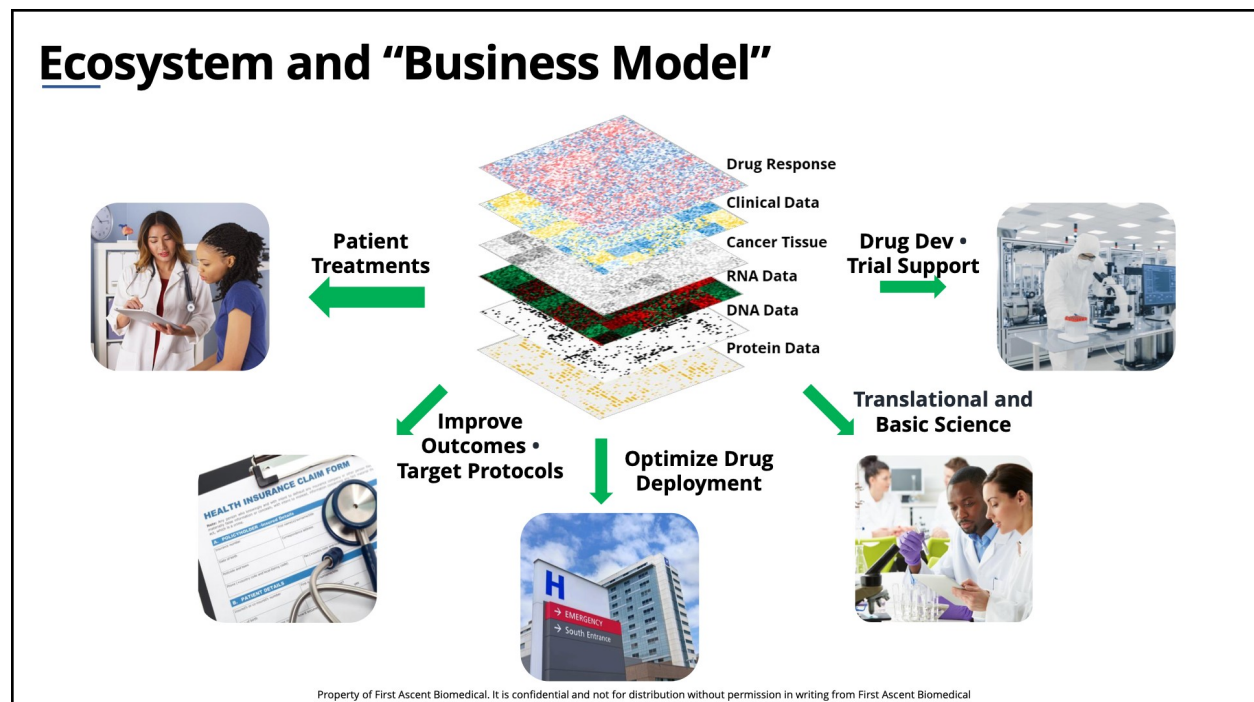 Ecosystem and “Business Model”
Drug Response
Clinical Data
Cancer Tissue
RNA Data
DNA Data
Protein Data
Patient
Treatments
Drug Dev •
Trial Support
Improve
Outcomes •
Target Protocols
Optimize Drug
Deployment
Translational and
Basic Science
HEALTH INSURANCE CLAIM FORM
A. POLICYHOLDER
B. PATIENT DETAILS
H
→ EMERGENCY
→ South Entrance
Property of First Ascent Biomedical. It is confidential and not for distribution without permission in writing from First Ascent Biomedical